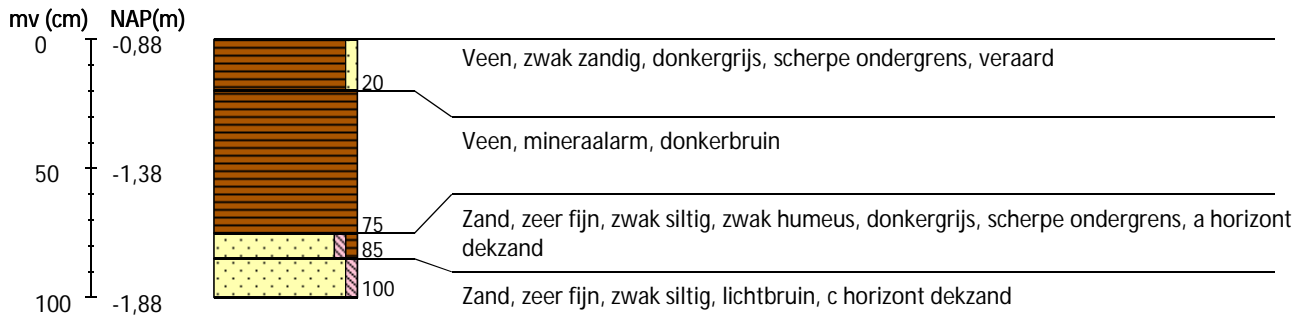 mv (cm) NAP(m)
0 -0,88
Veen, zwak zandig, donkergrijs, scherpe ondergrens, veraard
20
Veen, mineraalarm, donkerbruin
50 -1,38
75
Zand, zeer fijn, zwak siltig, zwak humeus, donkergrijs, scherpe ondergrens, a horizont
dekzand
85
100
Zand, zeer fijn, zwak siltig, lichtbruin, c horizont dekzand
100 -1,88